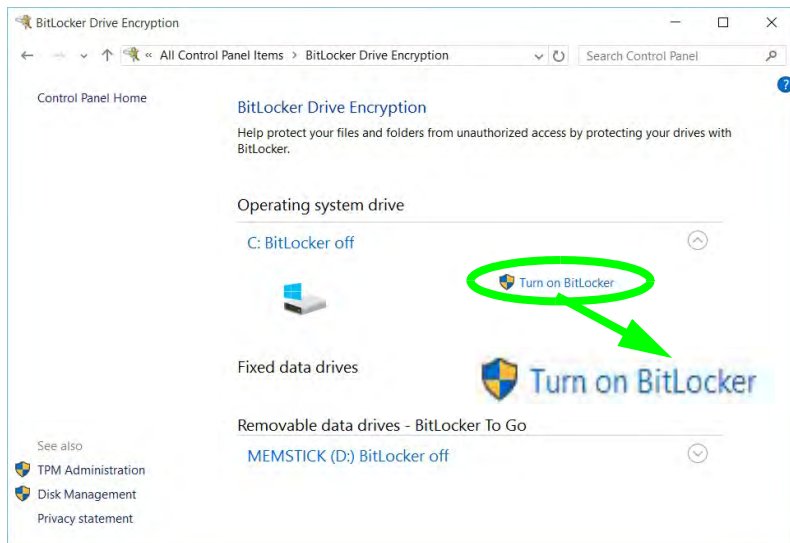 BitLocker Drive Encryption
« All Control Panel Items > BitLocker Drive Encryption
Search Control Panel
Control Panel Home
BitLocker Drive Encryption
Help protect your files and folders from unauthorized access by protecting your drives with
BitLocker.
Operating system drive
C: BitLocker off
Turn on BitLocker
Fixed data drives
Turn on BitLocker
Removable data drives - BitLocker To Go
MEMSTICK (D:) BitLocker off
See also
TPM Administration
Disk Management
Privacy statement